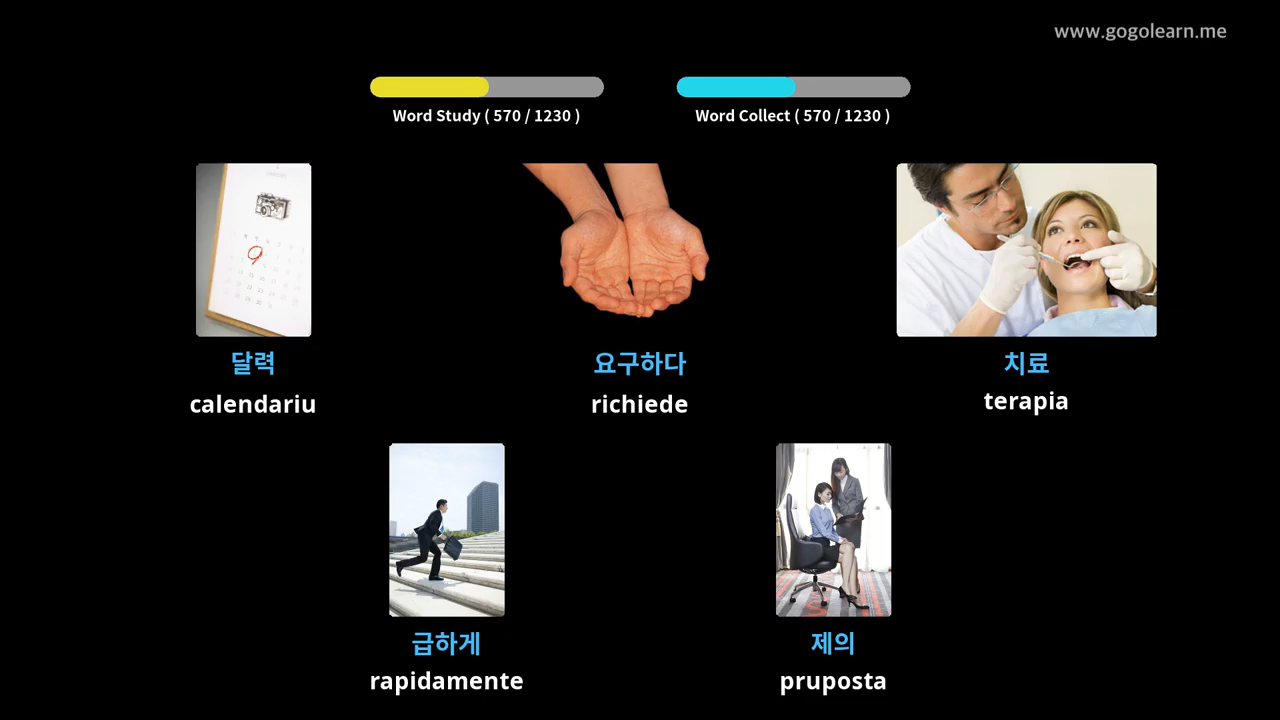 www.gogolearn.me
Word Study ( 570 / 1230 )
Word Collect ( 570 / 1230 )
달력
calendariu
요구하다
richiede
치료
terapia
급하게
rapidamente
제의
pruposta